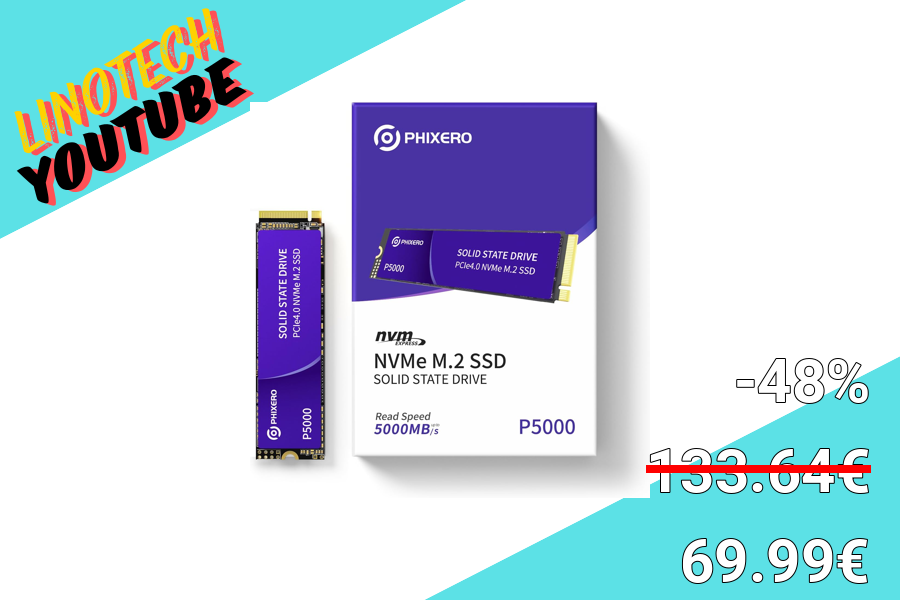 LINOTECH
YOUTUBE
PHIXERO
PHIXERO
P5000
SOLID STATE DRIVE
PCIe4.0 NVMe M.2 SSD
SOLID STATE DRIVE
PCIe4.0 NVMe M.2 SSD
PHIXERO
P5000
nvm
EXPRESS
NVMe M.2 SSD
SOLID STATE DRIVE
Read Speed
5000MB/s
P5000
-48%
133.64€
69.99€